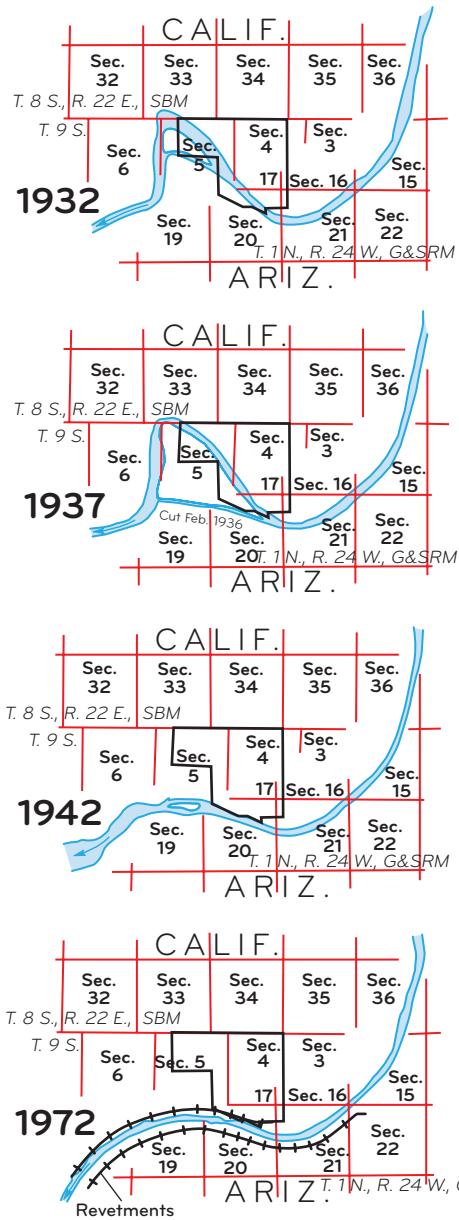 CALIF.
Sec. 32
Sec. 33
Sec. 34
Sec. 35
Sec. 36
T. 8 S., R. 22 E., SBM
T. 9 S.
Sec. 6
Sec. 5
Sec. 4
Sec. 3
1932
17
Sec. 16
Sec. 15
Sec. 19
Sec. 20
Sec. 21
Sec. 22
T. 1 N., R. 24 W., G&SRM
ARIZ.
CALIF.
Sec. 32
Sec. 33
Sec. 34
Sec. 35
Sec. 36
T. 8 S., R. 22 E., SBM
T. 9 S.
Sec. 6
Sec. 5
Sec. 4
Sec. 3
1937
17
Sec. 16
Sec. 15
Cut Feb. 1936
Sec. 19
Sec. 20
Sec. 21
Sec. 22
T. 1 N., R. 24 W., G&SRM
ARIZ.
CALIF.
Sec. 32
Sec. 33
Sec. 34
Sec. 35
Sec. 36
T. 8 S., R. 22 E., SBM
T. 9 S.
Sec. 6
Sec. 5
Sec. 4
Sec. 3
1942
17
Sec. 16
Sec. 15
Sec. 19
Sec. 20
Sec. 21
Sec. 22
T. 1 N., R. 24 W., G&SRM
ARIZ.
CALIF.
Sec. 32
Sec. 33
Sec. 34
Sec. 35
Sec. 36
T. 8 S., R. 22 E., SBM
T. 9 S.
Sec. 6
Sec. 5
Sec. 4
Sec. 3
1972
17
Sec. 16
Sec. 15
Sec. 19
Sec. 20
Sec. 21
Sec. 22
ARIZ.
T. 1 N., R. 24 W.,
Revetments